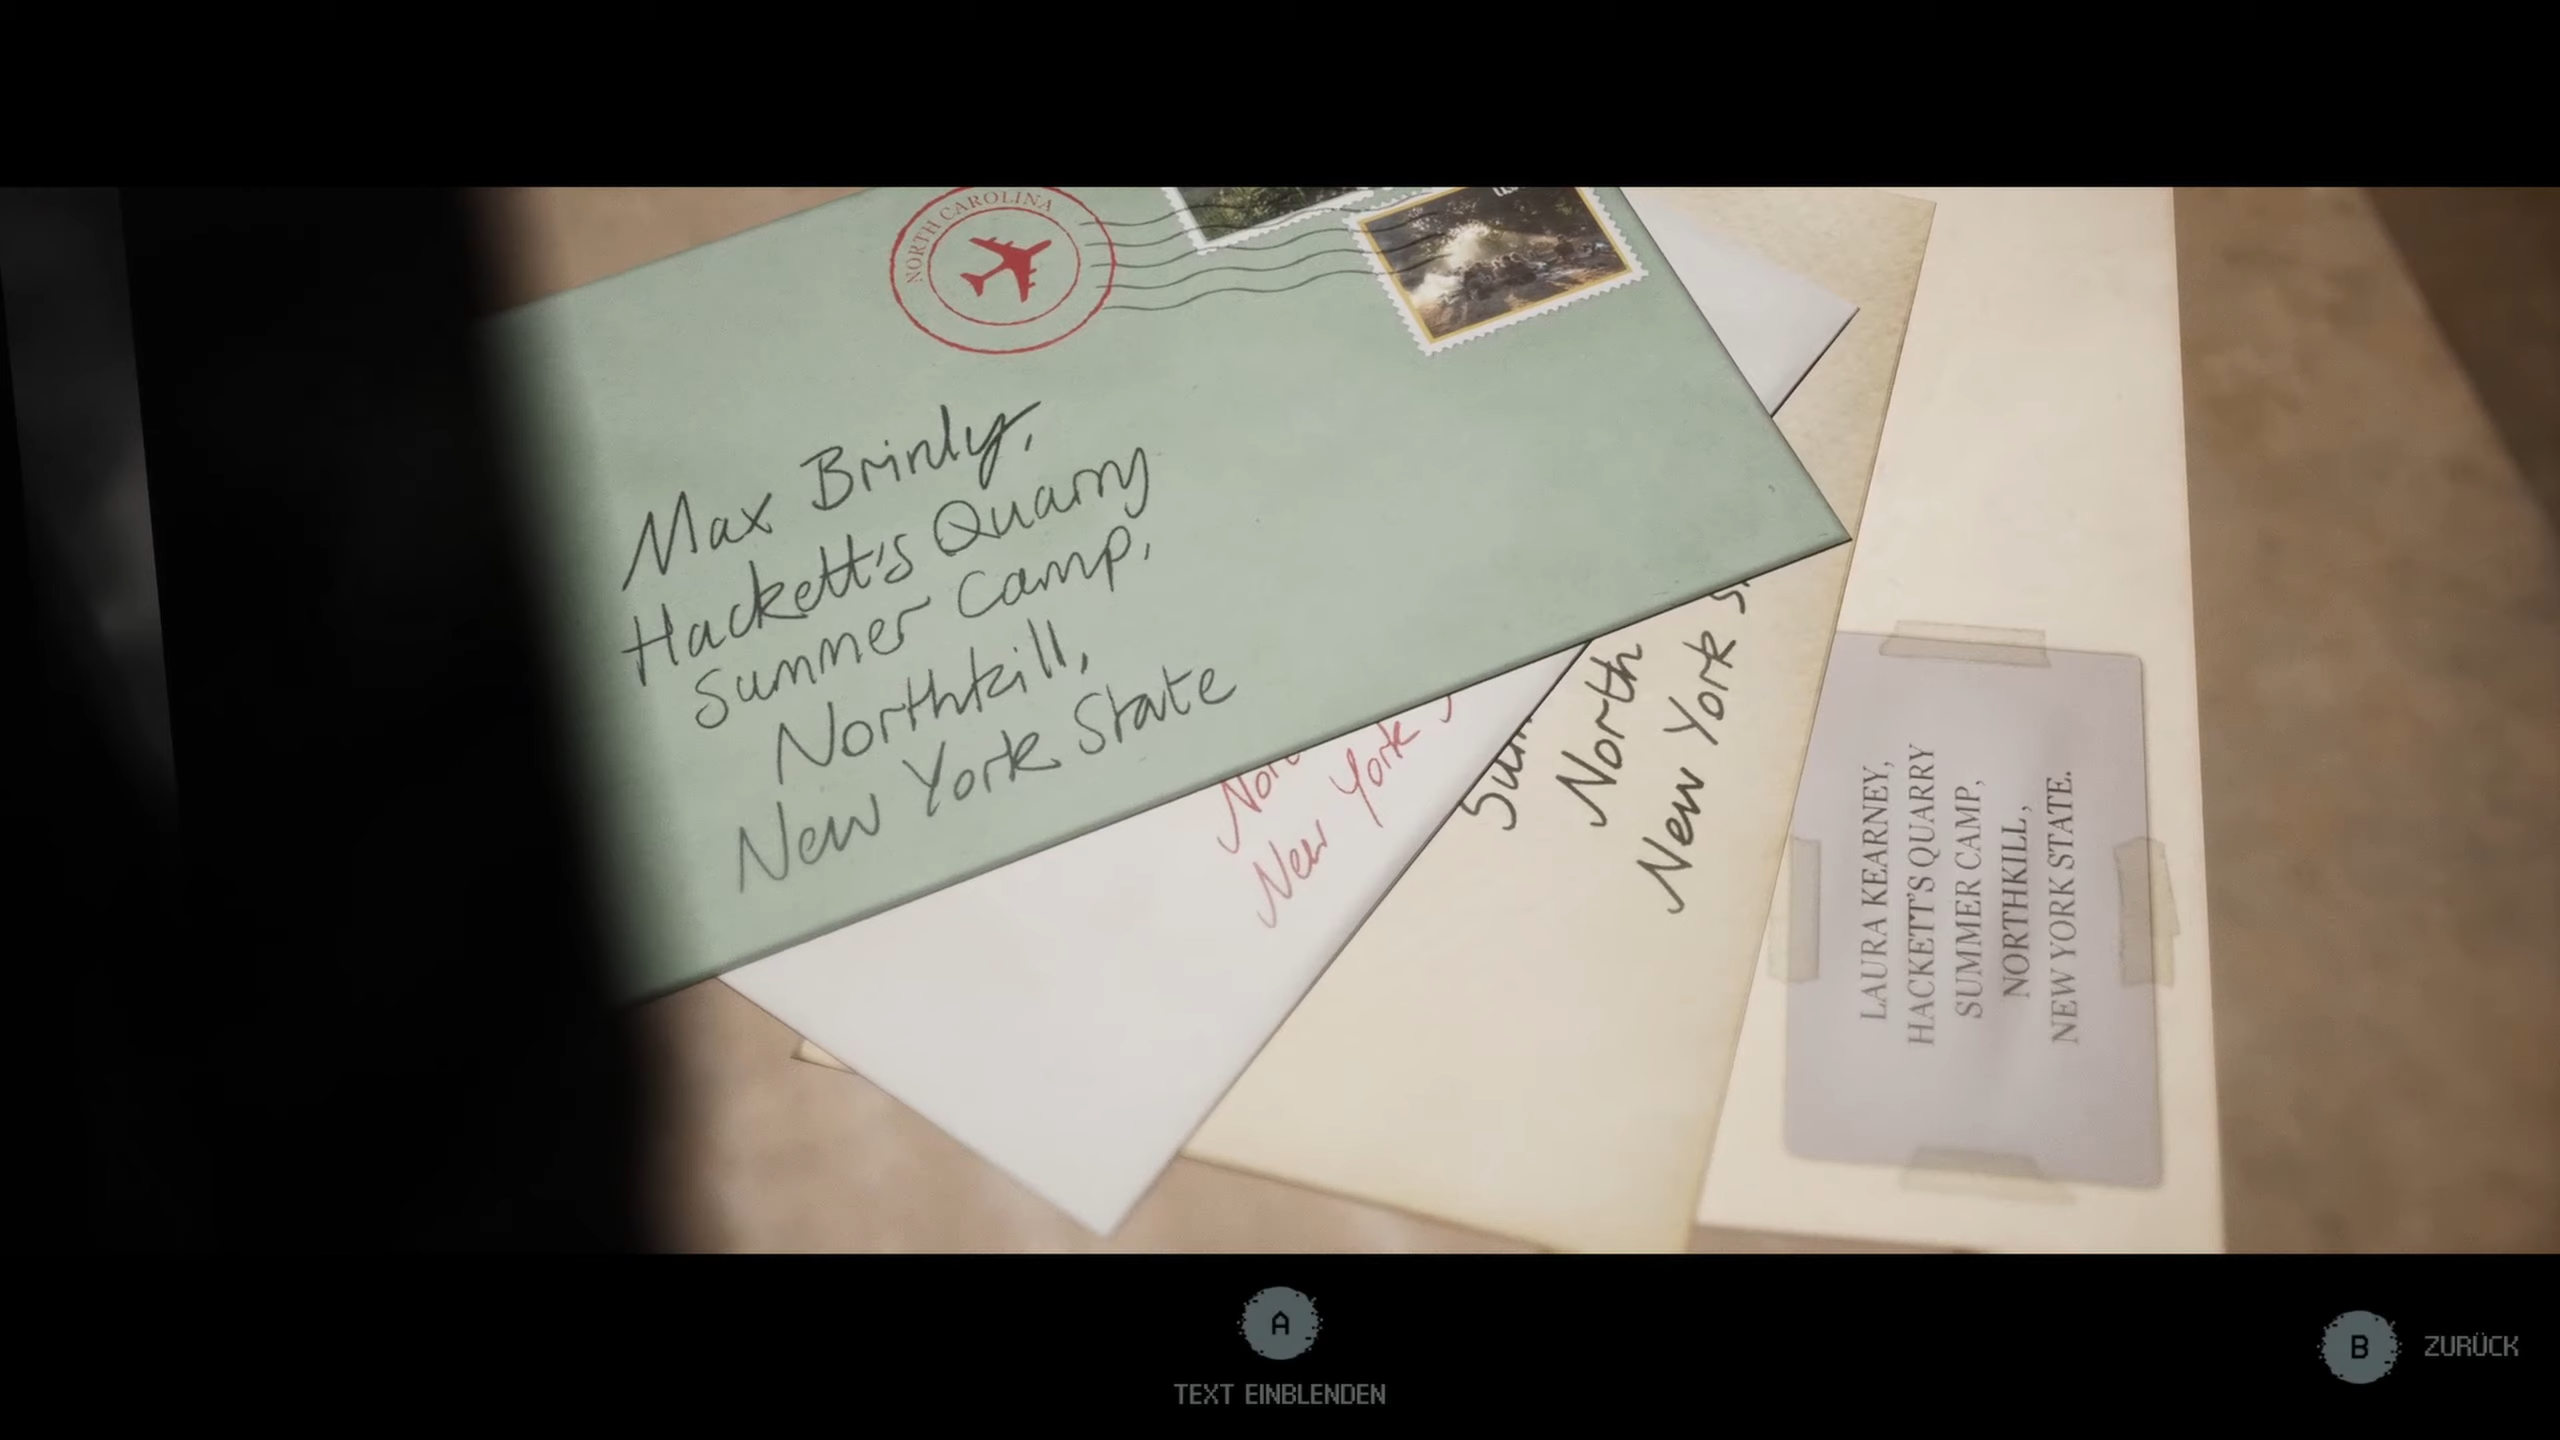 NORTH CAROLINA
Max Brinly,
Hackett's Quarry
Summer Camp,
Northkill,
New York State
New York
North
New York
LAURA KEARNEY,
HACKETT'S QUARY
SUMMER CAMP,
NORTHKILL,
NEW YORK STATE.
A
TEXT EINBLENDEN
B ZURÜCK